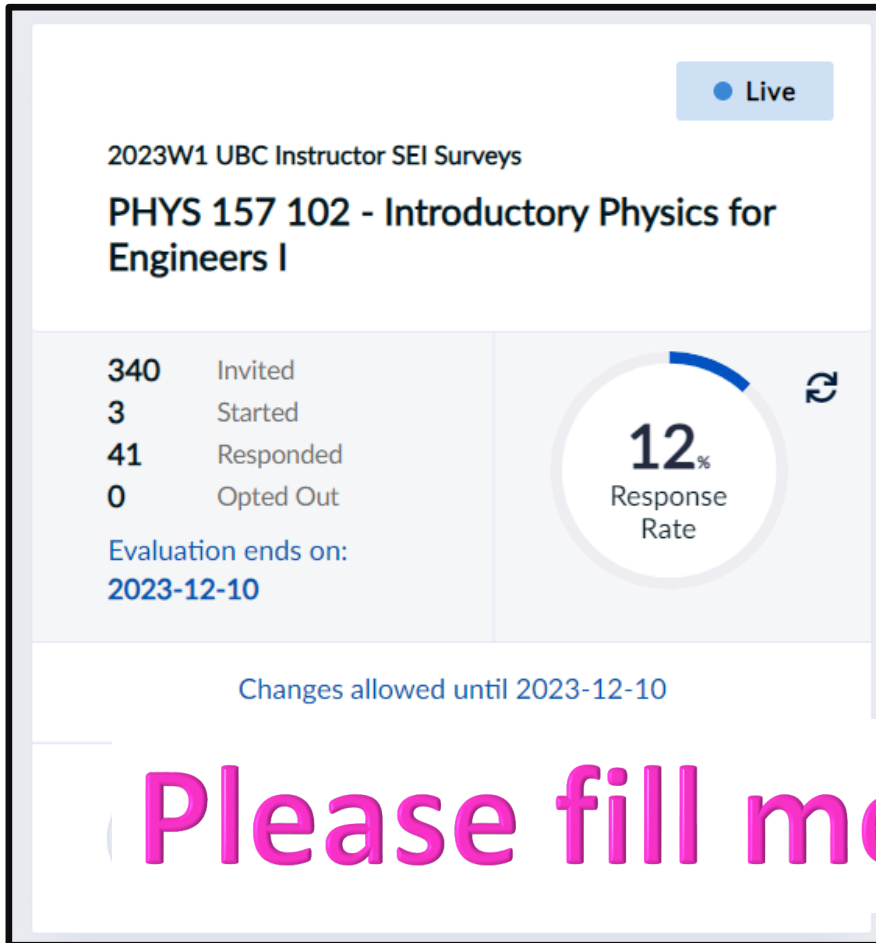 Live
2023W1 UBC Instructor SEI Surveys
PHYS 157 102 - Introductory Physics for
Engineers I
340 Invited
3 Started
41 Responded
0 Opted Out
Evaluation ends on:
2023-12-10
12%
Response
Rate
Changes allowed until 2023-12-10
Please fill me